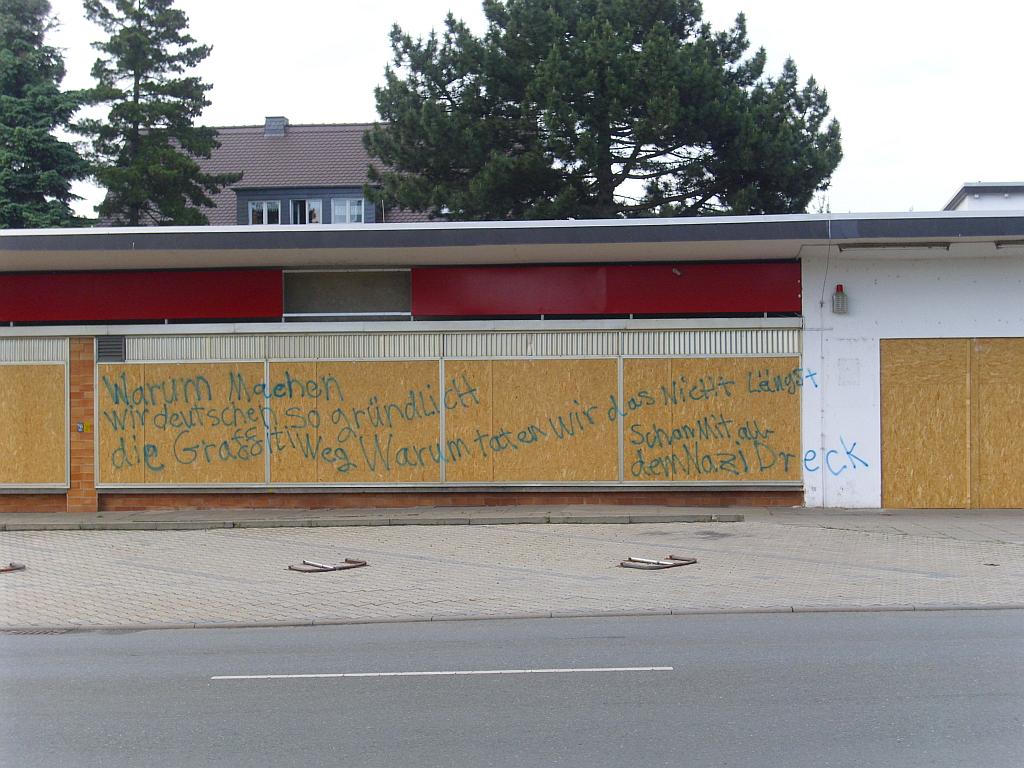 Warum Machen
wir deutschen so gründlich
die Graffiti Weg Warum taten wir das Nicht Längst
Schon Mit all
dem Nazi Dreck